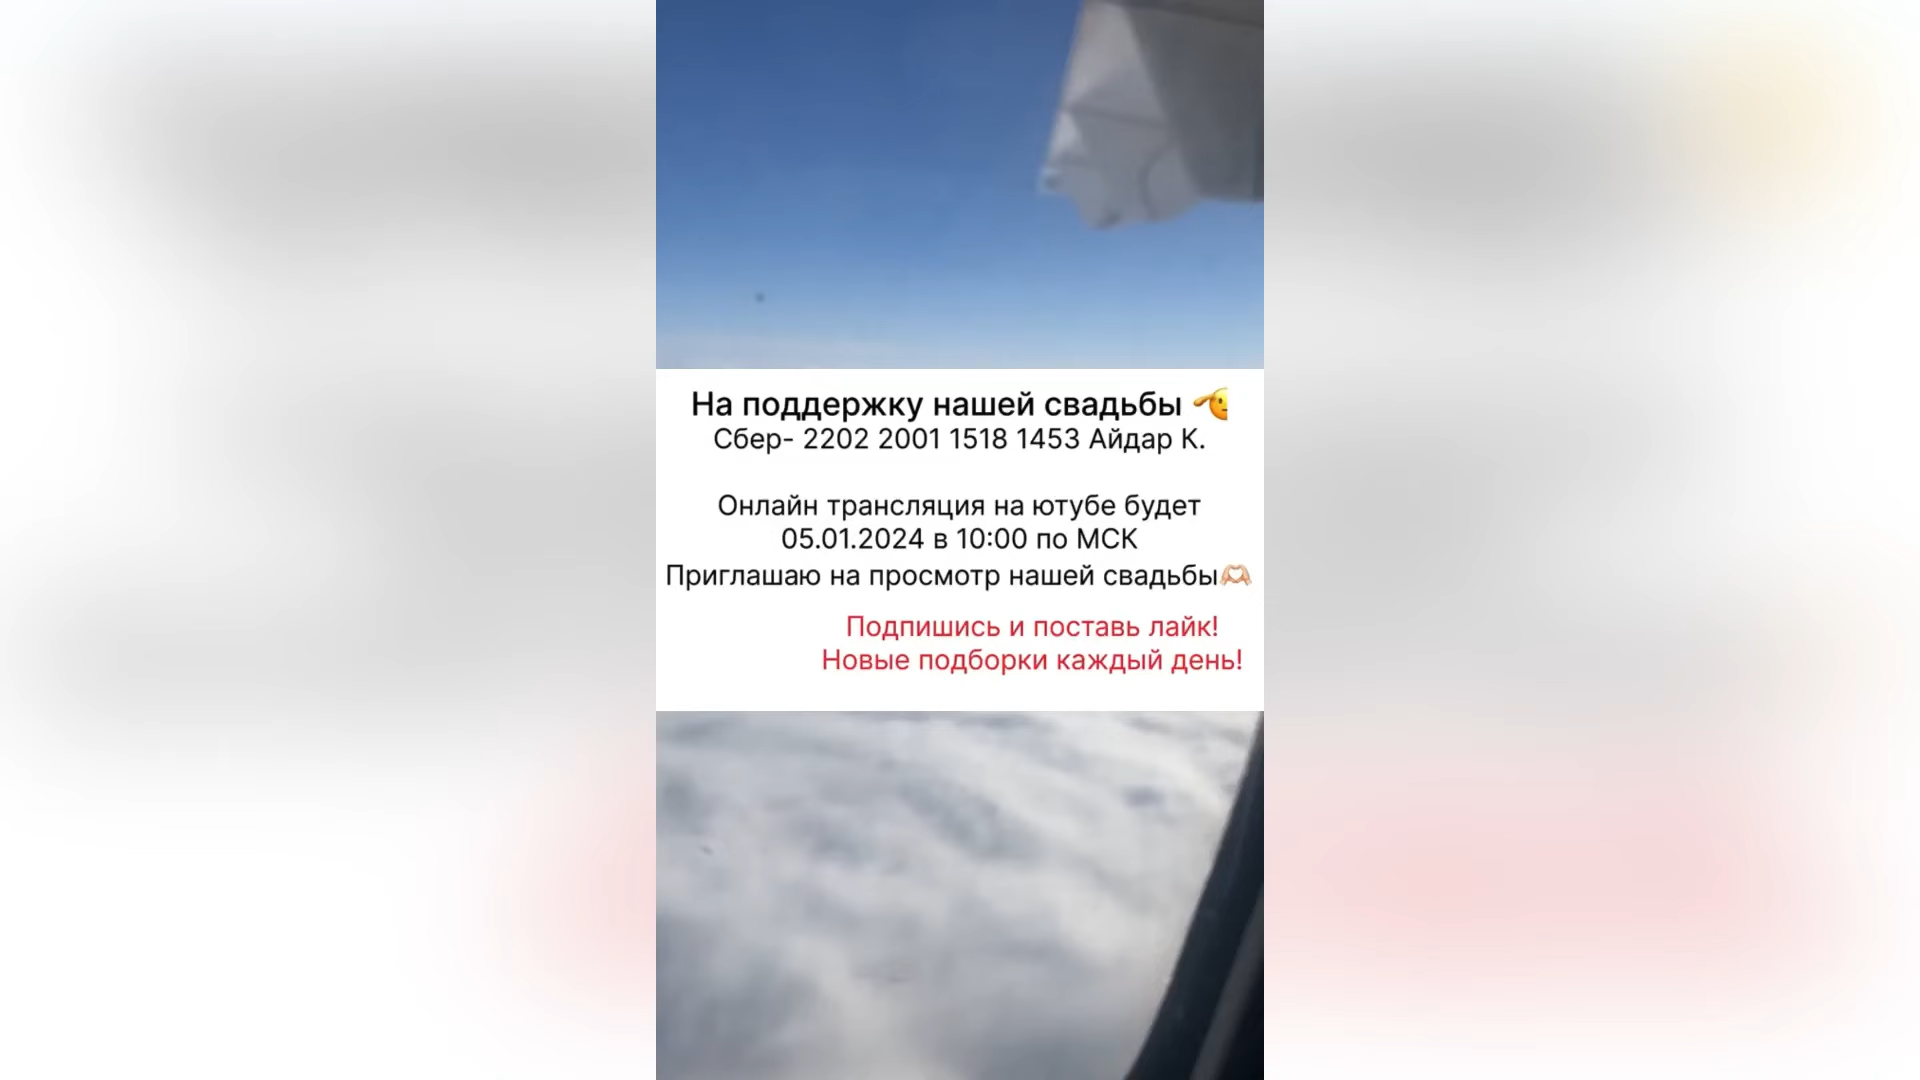 На поддержку нашей свадьбы 🫡
Сбер- 2202 2001 1518 1453 Айдар К.
Онлайн трансляция на ютубе будет
05.01.2024 в 10:00 по МСК
Приглашаю на просмотр нашей свадьбы🫶🏻
Подпишись и поставь лайк!
Новые подборки каждый день!